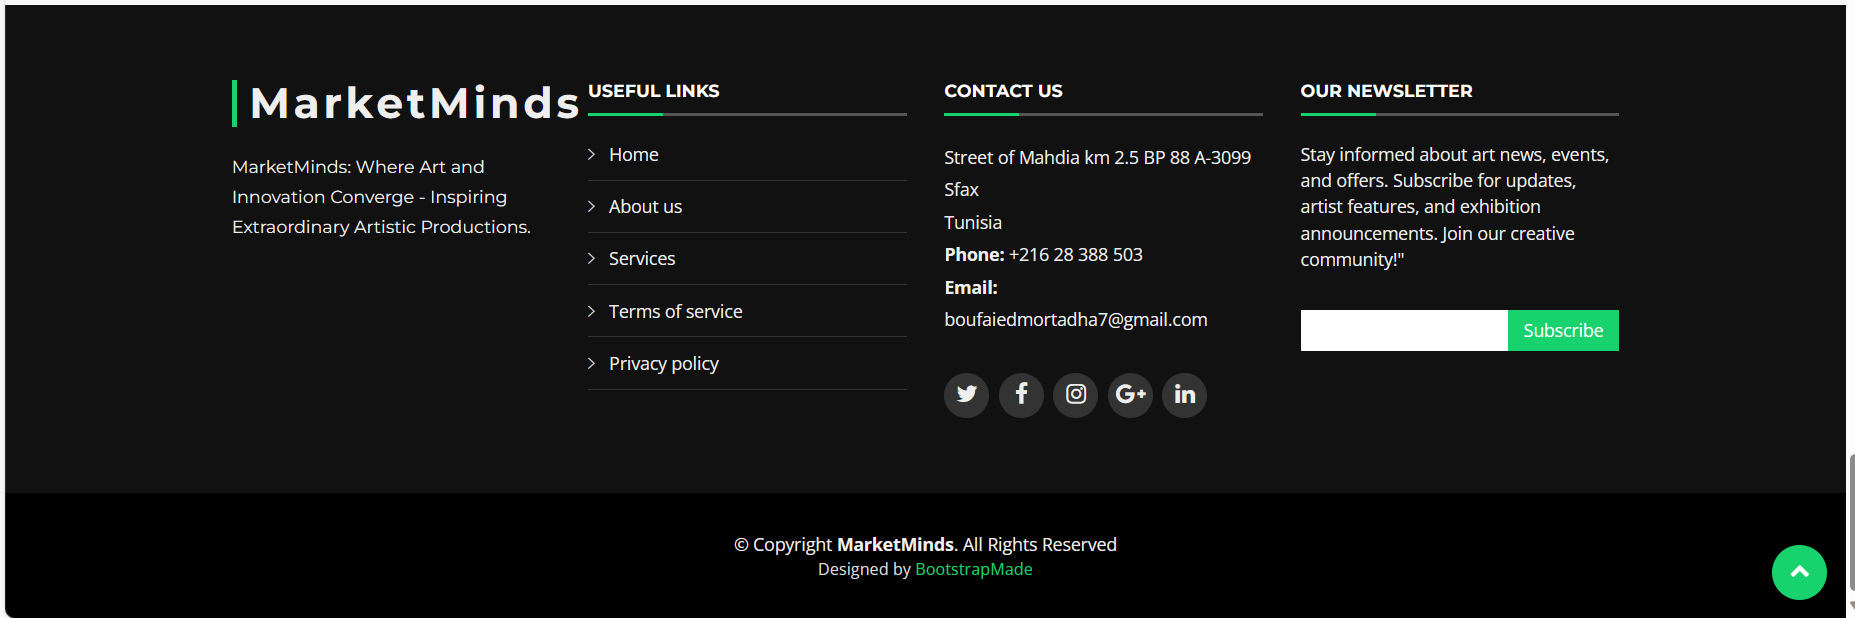 MarketMinds
MarketMinds: Where Art and
Innovation Converge - Inspiring
Extraordinary Artistic Productions.
USEFUL LINKS
Home
About us
Services
Terms of service
Privacy policy
CONTACT US
Street of Mahdia km 2.5 BP 88 A-3099
Sfax
Tunisia
Phone: +216 28 388 503
Email:
boufaiedmortadha7@gmail.com
OUR NEWSLETTER
Stay informed about art news, events,
and offers. Subscribe for updates,
artist features, and exhibition
announcements. Join our creative
community!"
Subscribe
© Copyright MarketMinds. All Rights Reserved
Designed by BootstrapMade